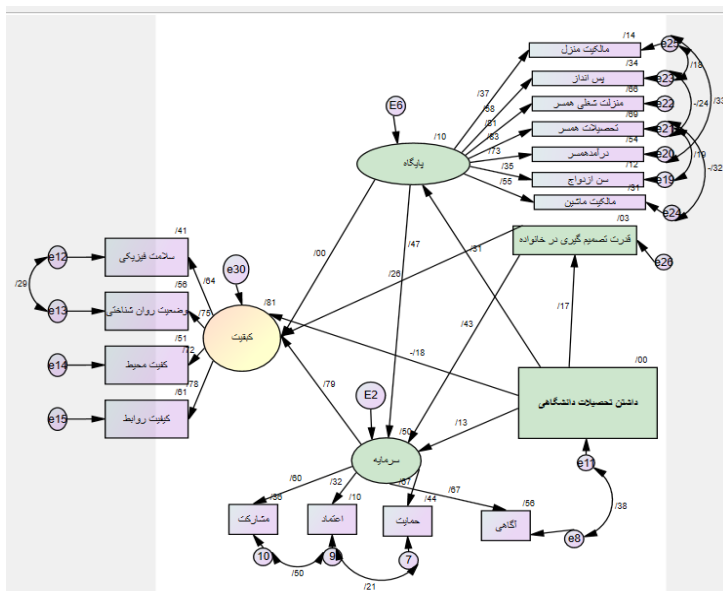 /14
مالکیت منزل
e25
/37
/18
/34
پس انداز
e23
/58
/66
-/24
منزلت شغلی همسر
e22
/33
E6
/81
/69
/10
تحصیلات همسر
e21
/83
/54
/73
درآمدهمسر
e20
/19
پایگاه
/12
/35
سن ازدواج
e19
-/32
/31
/55
مالکیت ماشین
e24
/03
قدرت تصمیم گیری در خانواده
e26
/41
e12
سلامت فیزیکی
/47
/31
/00
/26
e30
/29
/64
/56
e13
وضعیت روان شناختی
/75
/81
/17
/51
کیفیت
/43
e14
کفیت محیط
/72
-/18
/00
/61
/78
e15
کیفیت روابط
/79
داشتن تحصیلات دانشگاهی
E2
/13
/50
سرمایه
e11
/60
/32
/67
/67
/38
/36
/10
/44
/56
مشارکت
اعتماد
حمایت
آگاهی
e8
10
9
7
/50
/21